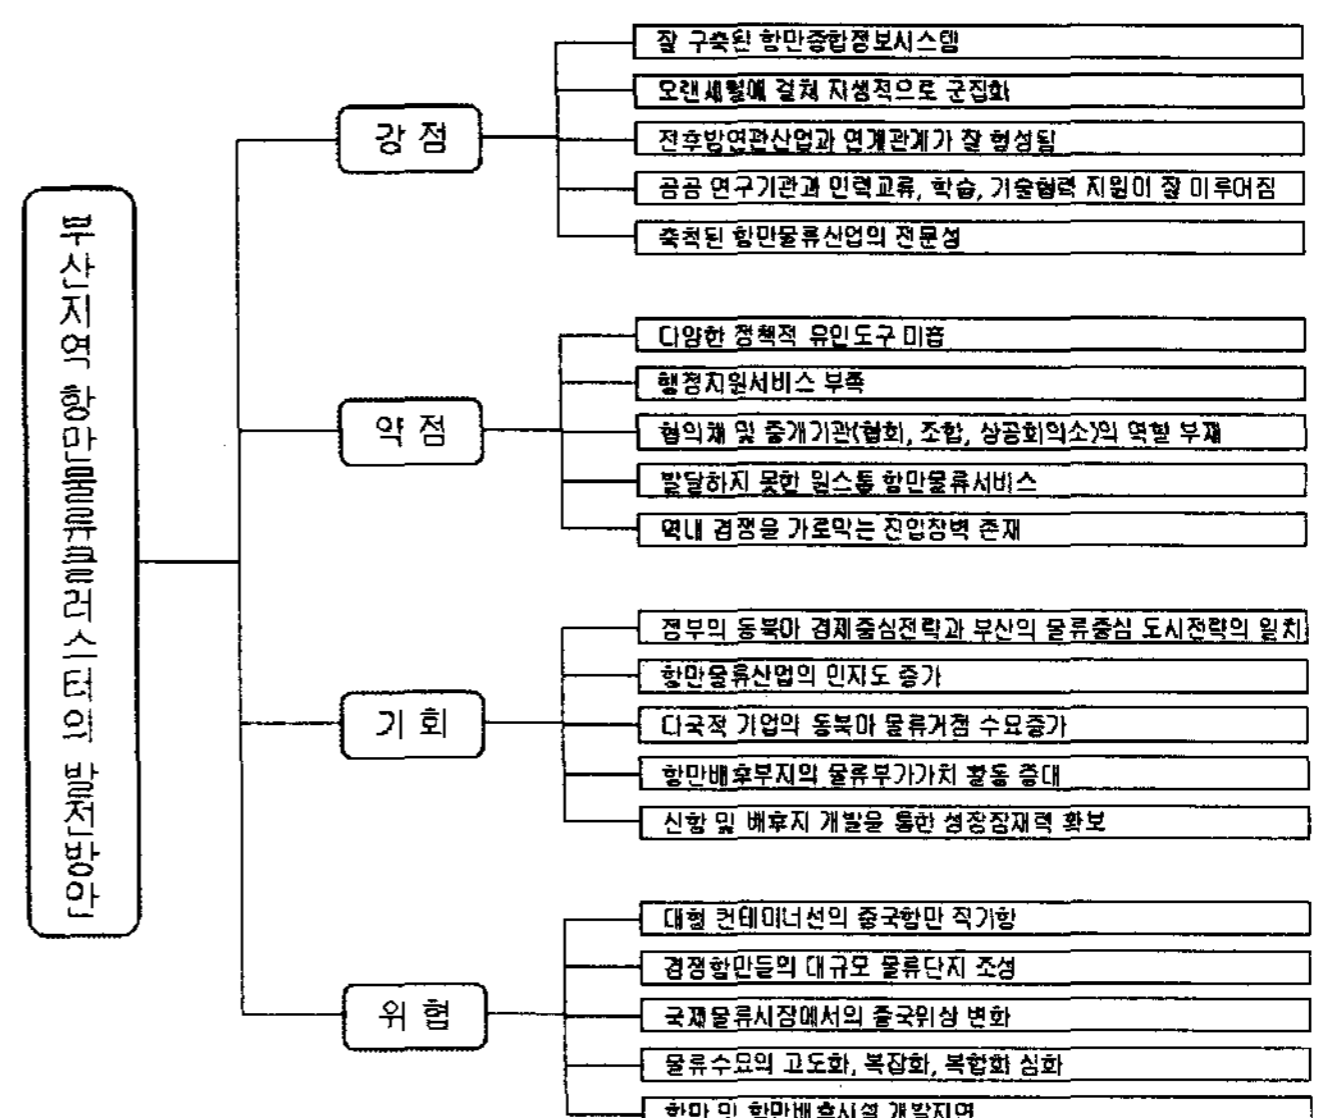 부산지역 항만물류클러스터의 발전방안
강점
잘 구축된 항만종합정보시스템
오랜세월에 걸쳐 자생적으로 군집화
전후방연관산업과 연계관계가 잘 형성됨
공공 연구기관과 인력교류, 학습, 기술협력 지원이 잘 이루어짐
축척된 항만물류산업의 전문성
약점
다양한 정책적 유인도구 미흡
행정지원서비스 부족
협의체 및 중개기관(협회, 조합, 상공회의소)의 역할 부재
발달하지 못한 원스톱 항만물류서비스
역내 경쟁을 가로막는 진입장벽 존재
기회
정부의 동북아 경제중심전략과 부산의 물류중심 도시전략의 일치
항만물류산업의 인지도 증가
다국적 기업의 동북아 물류거점 수요증가
항만배후부지의 물류부가가치 활동 증대
신항 및 배후지 개발을 통한 성장잠재력 확보
위협
대형 컨테이너선의 중국항만 직기항
경쟁항만들의 대규모 물류단지 조성
국제물류시장에서의 중국위상 변화
물류수요의 고도화, 복잡화, 복합화 심화
항만 및 항만배후시설 개발지연